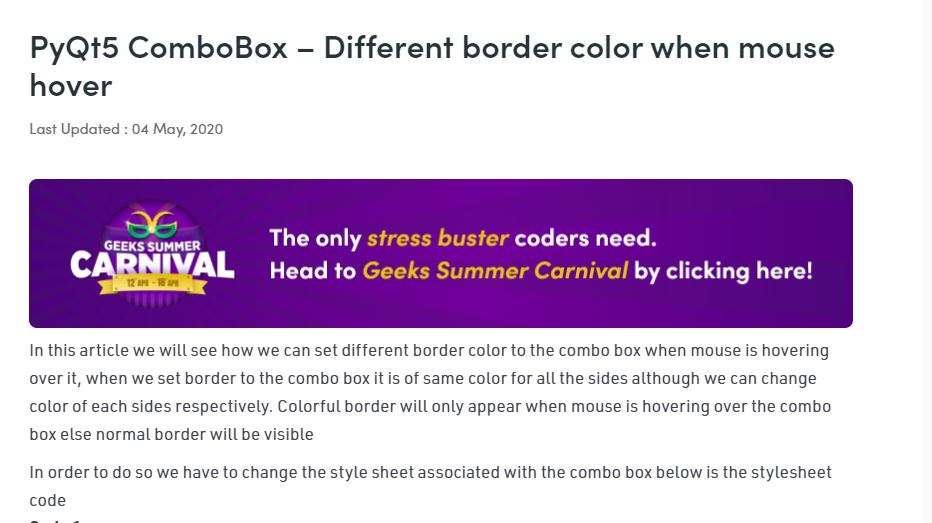 PyQt5 ComboBox – Different border color when mouse
hover
Last Updated : 04 May, 2020
GEEKS SUMMER
CARNIVAL
12 APR - 18 APR
The only stress buster coders need.
Head to Geeks Summer Carnival by clicking here!
In this article we will see how we can set different border color to the combo box when mouse is hovering
over it, when we set border to the combo box it is of same color for all the sides although we can change
color of each sides respectively. Colorful border will only appear when mouse is hovering over the combo
box else normal border will be visible
In order to do so we have to change the style sheet associated with the combo box below is the stylesheet
code